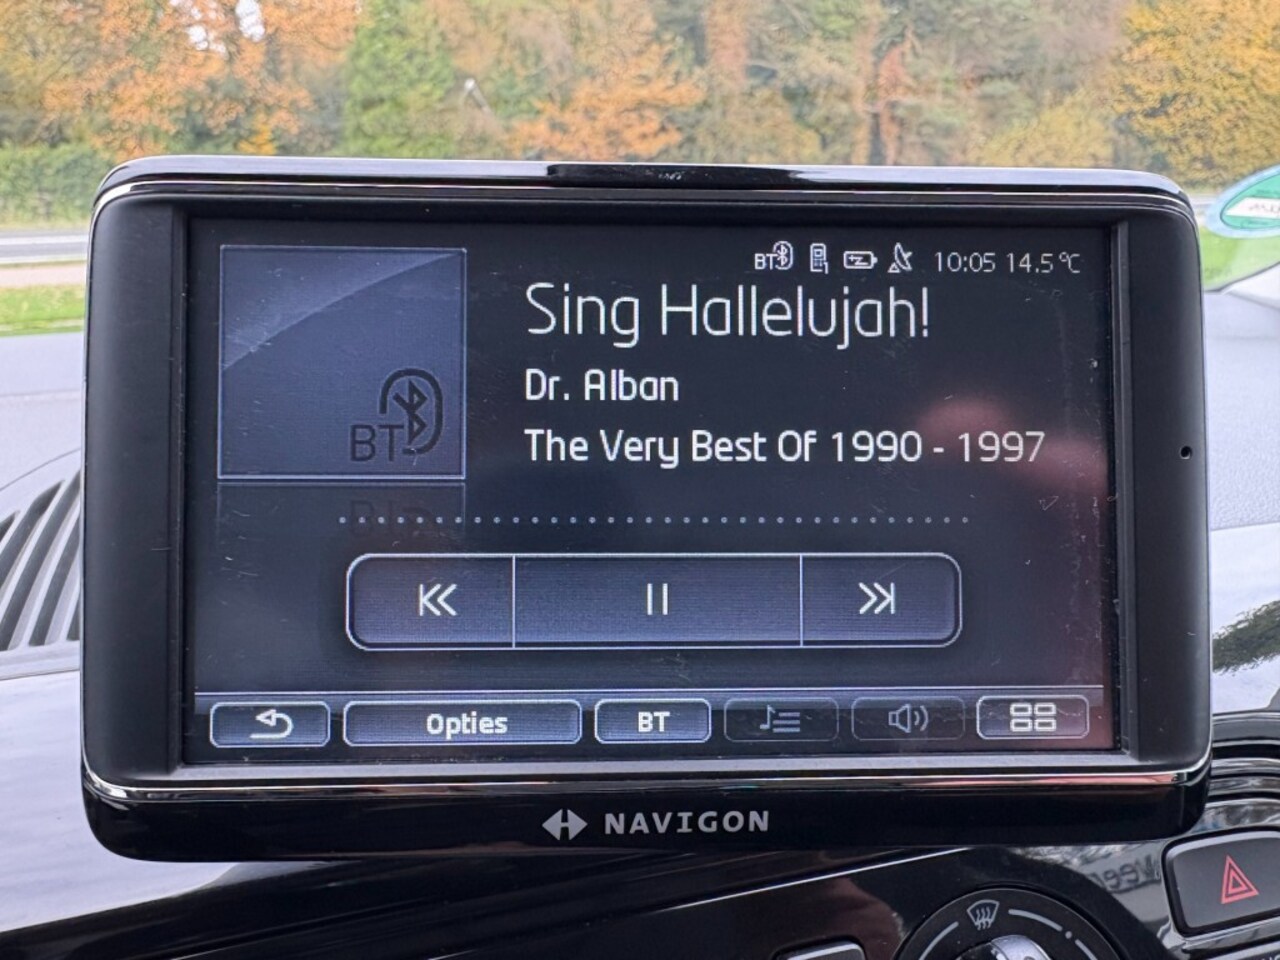 BT 10:05 14.5 °C
Sing Hallelujah!
Dr. Alban
The Very Best Of 1990 - 1997
BT
Opties
BT
NAVIGON